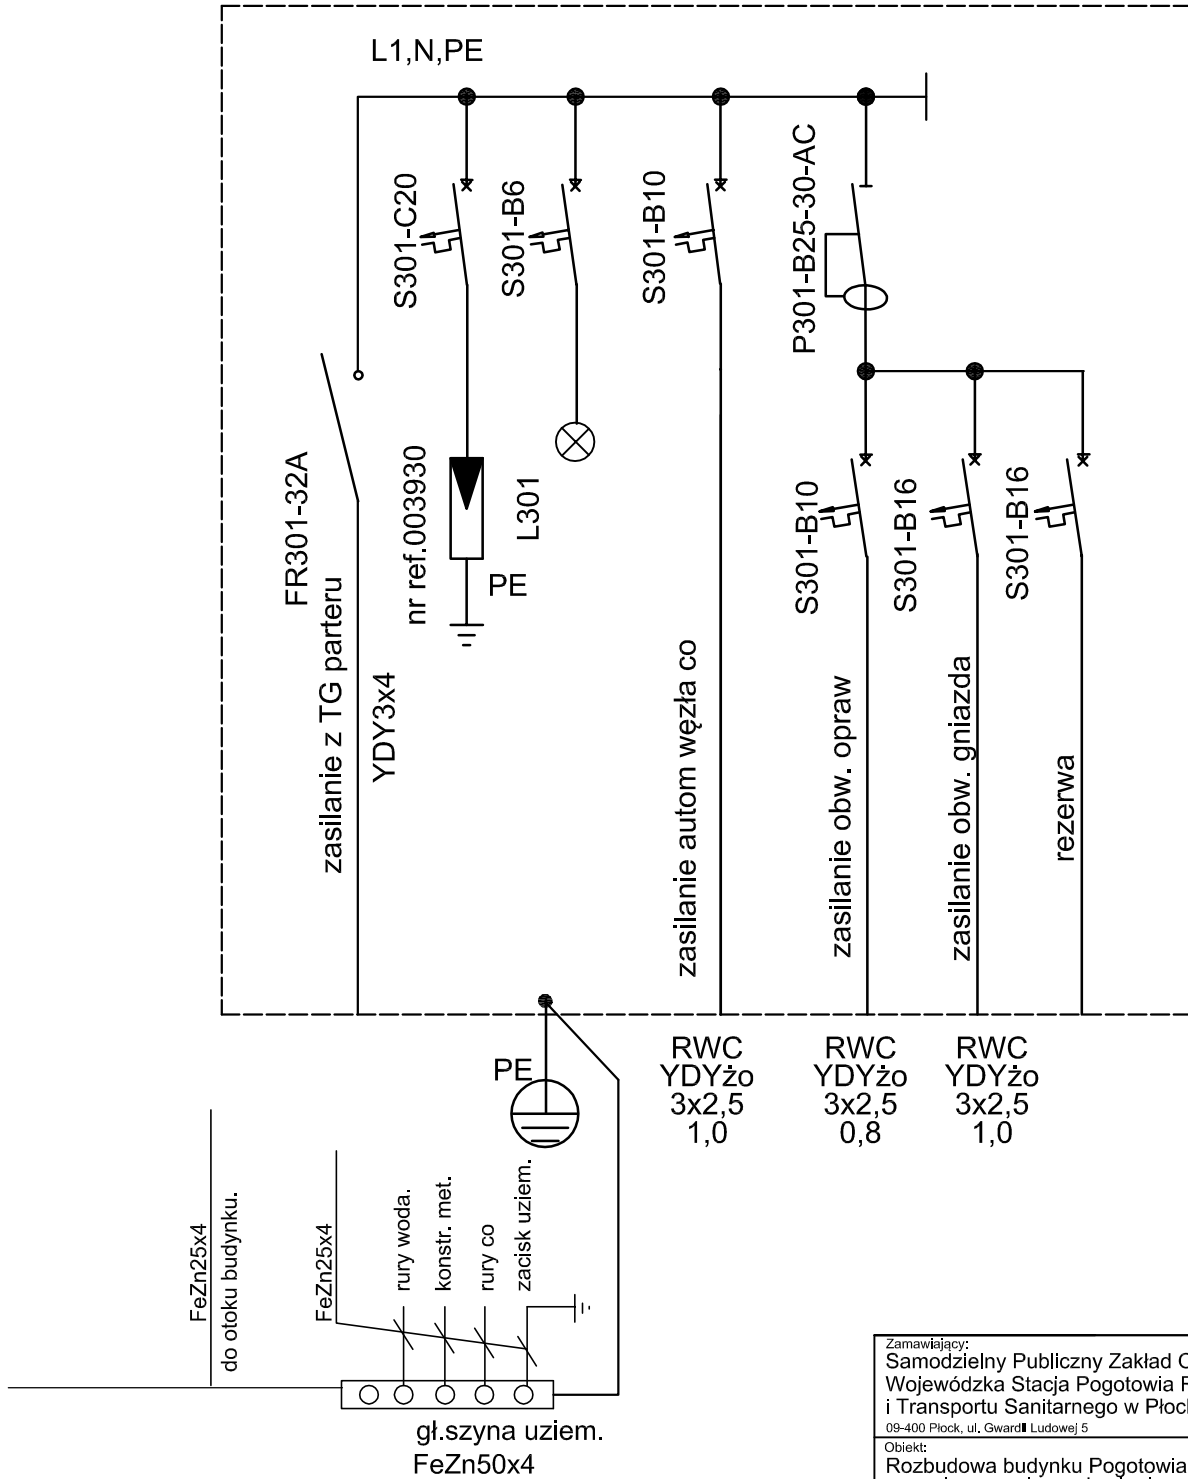 L1,N,PE
S301-C20
S301-B6
S301-B10
P301-B25-30-AC
FR301-32A
zasilanie z TG parteru
YDY3x4
nr ref.003930
L301
PE
S301-B10
S301-B16
S301-B16
zasilanie autom węzła co
zasilanie obw. opraw
zasilanie obw. gniazda
rezerwa
RWC
YDYżo
3x2,5
1,0
RWC
YDYżo
3x2,5
0,8
RWC
YDYżo
3x2,5
1,0
PE
FeZn25x4
do otoku budynku.
FeZn25x4
rury woda.
konstr. met.
rury co
zacisk uziem.
gł.szyna uziem.
FeZn50x4
Zamawiający:
Samodzielny Publiczny Zakład
Wojewódzka Stacja Pogotowia
i Transportu Sanitarnego w Płoc
09-400 Płock, ul. Gwardii Ludowej 5
Obiekt:
Rozbudowa budynku Pogotowia